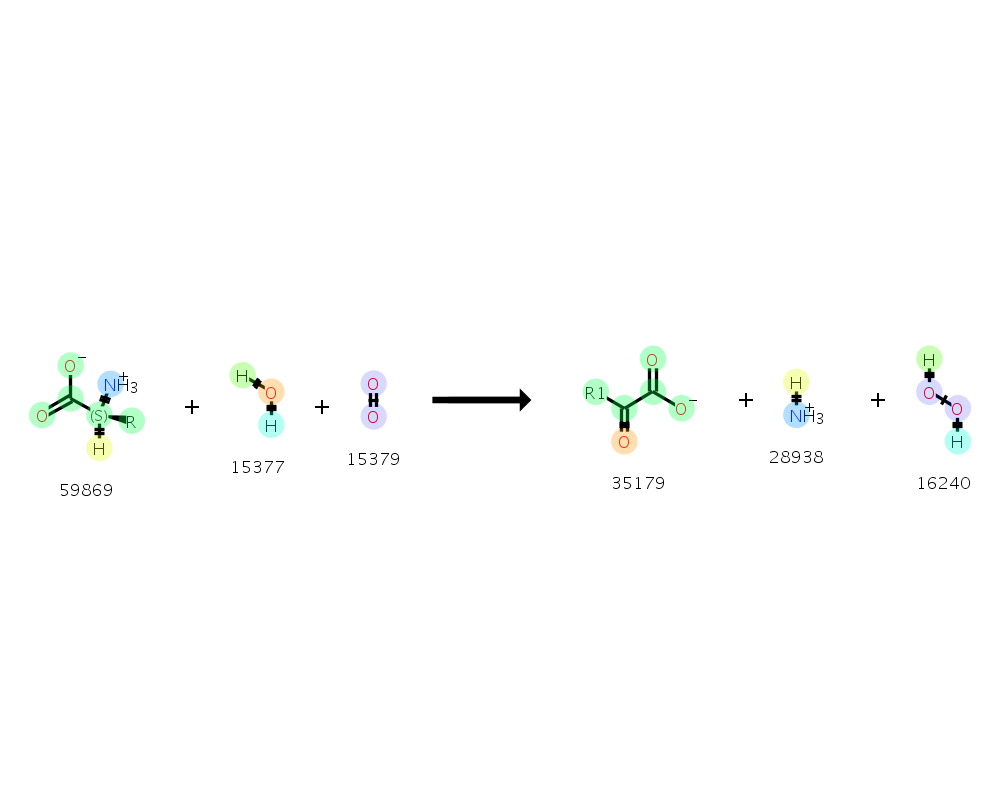 O −
NH3 +
O
(S)
R
H
59869
+
H
O
H
15377
+
O
O
15379
O
R1
O −
O
35179
+
H
NH3 +
28938
+
H
O
O
H
16240